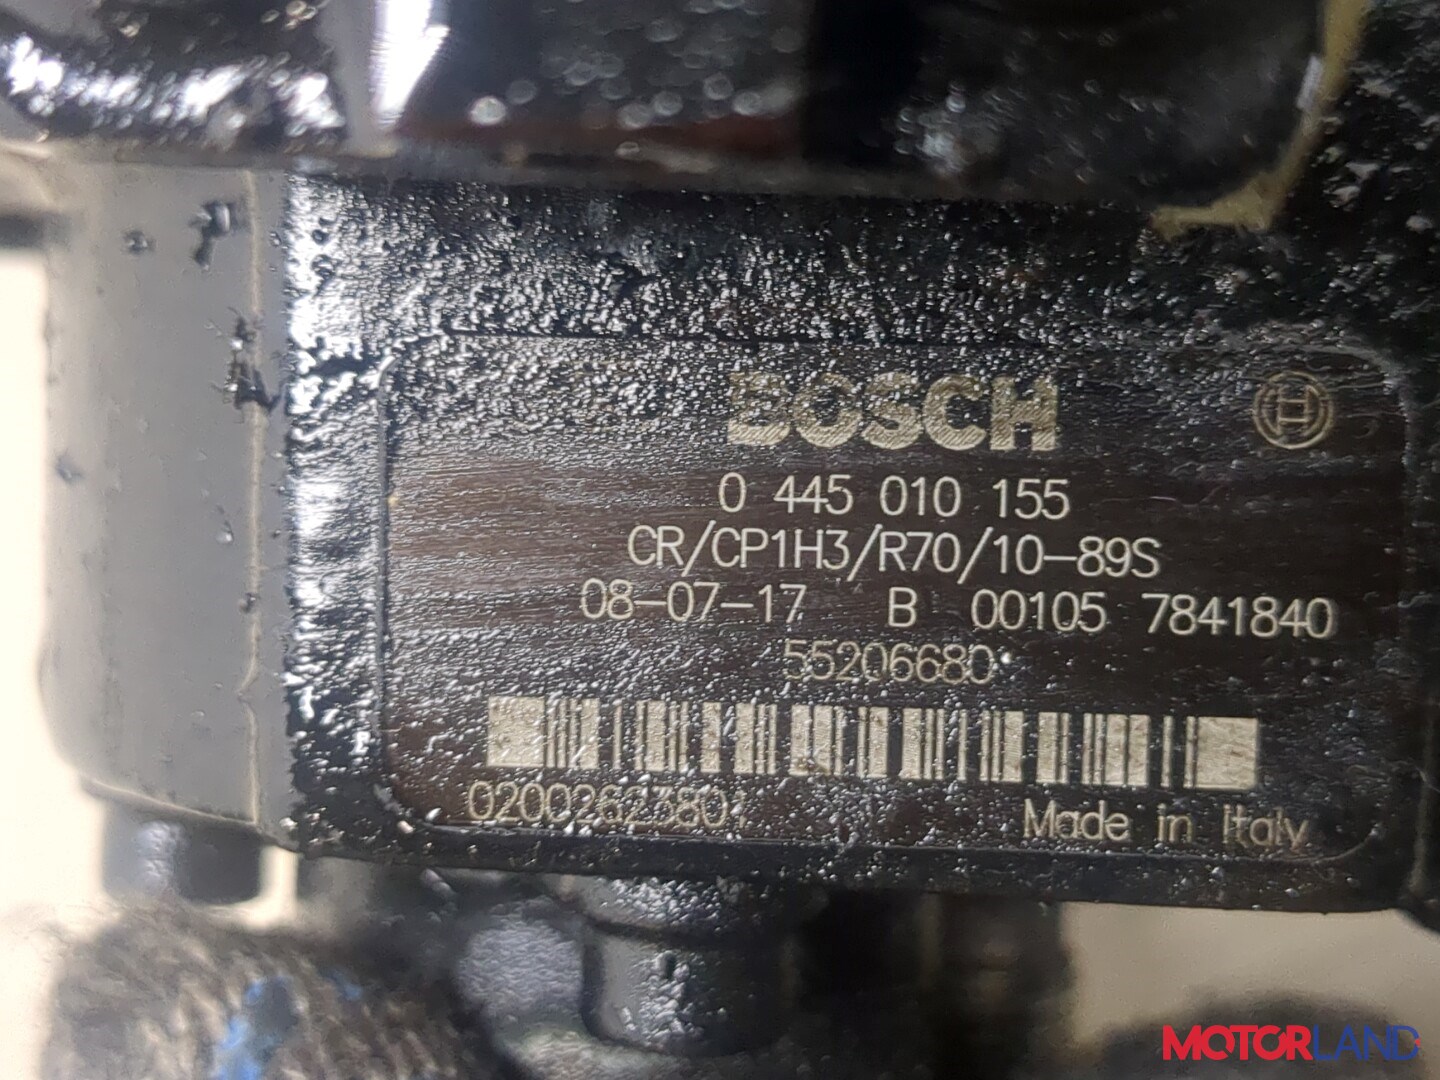 BOSCH
0 445 010 155
CR/CP1H3/R70/10-89S
08-07-17 B 00105 7841840
55206680
Made in Italy
MOTORLAND